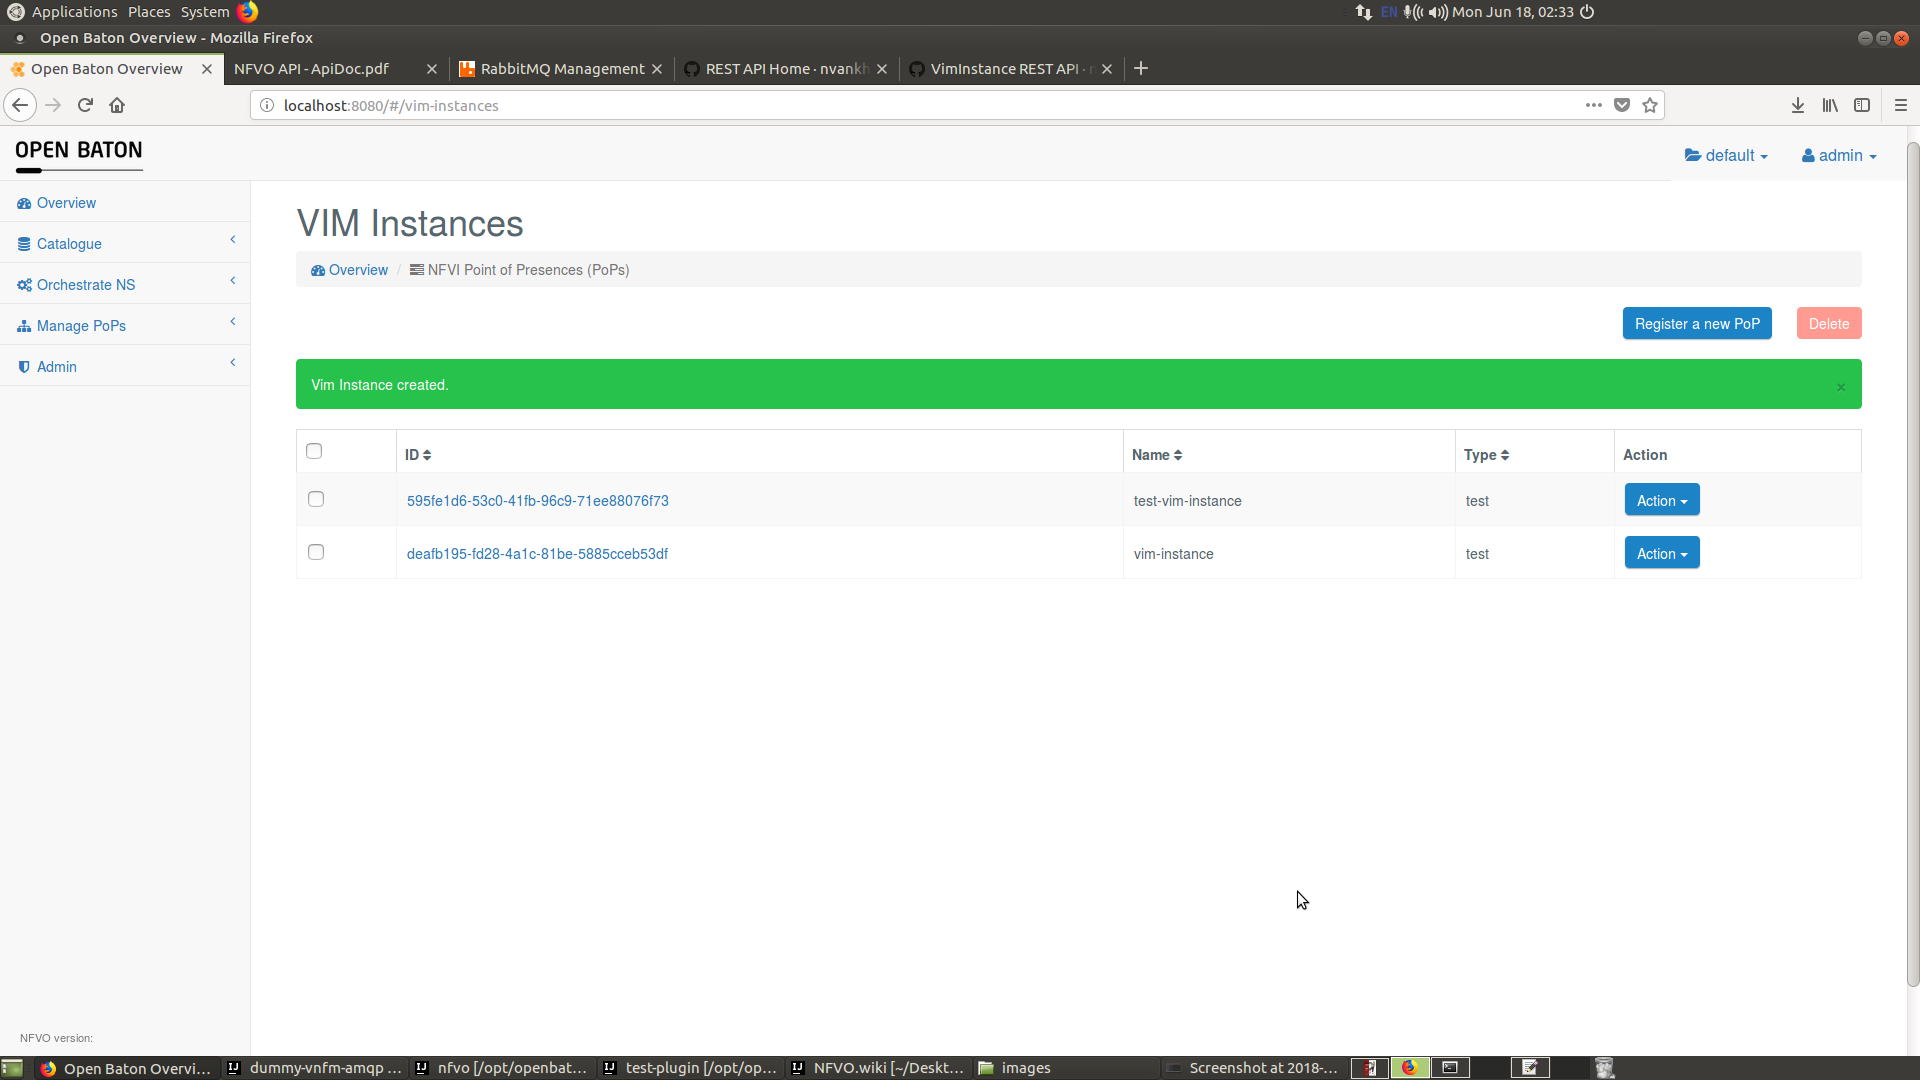 Applications Places System EN Mon Jun 18, 02:33
Open Baton Overview - Mozilla Firefox
Open Baton Overview NFVO API - ApiDoc.pdf RabbitMQ Management REST API Home · nvankh VimInstance REST API ·
localhost:8080/#/vim-instances
OPEN BATON default admin
Overview
Catalogue
Orchestrate NS
Manage PoPs
Admin
VIM Instances
Overview / NFVI Point of Presences (PoPs)
Register a new PoP Delete
Vim Instance created. ×
ID Name Type Action
595fe1d6-53c0-41fb-96c9-71ee88076f73 test-vim-instance test Action
deafb195-fd28-4a1c-81be-5885cceb53df vim-instance test Action
NFVO version:
Open Baton Overvi... dummy-vnfm-amqp ... nfvo [/opt/openbat... test-plugin [/opt/op... NFVO.wiki [~/Deskt... images Screenshot at 2018-...